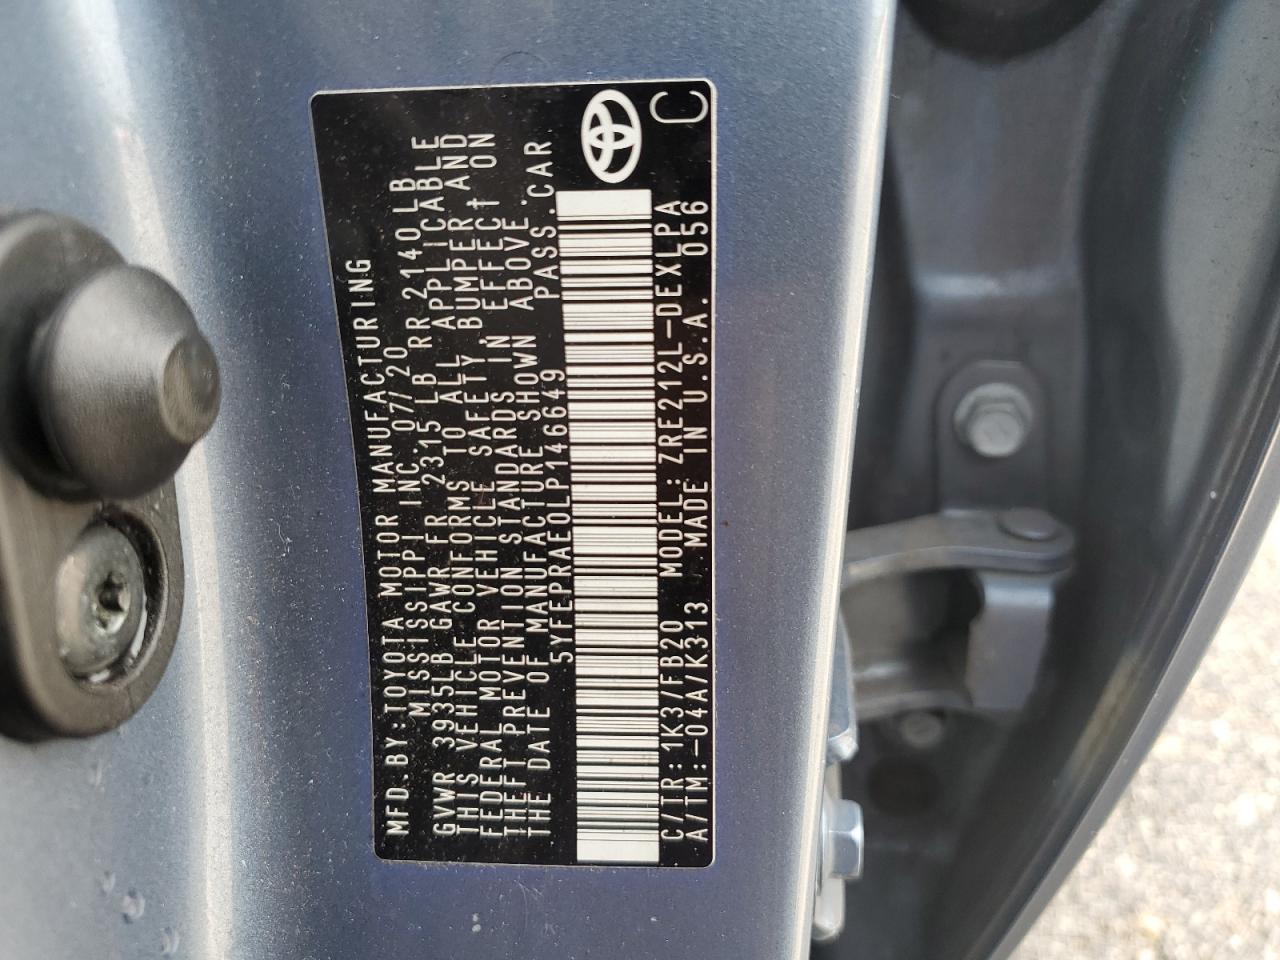 MFD.BY:TOYOTA MOTOR MANUFACTURING
MISSISSIPPI INC. 07/20
GVWR 3935LB GAWR FR 2315LB RR 2140LB
THIS VEHICLE CONFORMS TO ALL APPLICABLE
FEDERAL MOTOR VEHICLE SAFETY, BUMPER AND
THEFT PREVENTION STANDARDS IN EFFECT ON
THE DATE OF MANUFACTURE SHOWN ABOVE.
5YFEPRAE0LP146649 PASS.CAR
C/TR:1K3/FB20 MODEL:ZRE212L-DEXLPA
A/TM:-04A/K313 MADE IN U.S.A. 056
C